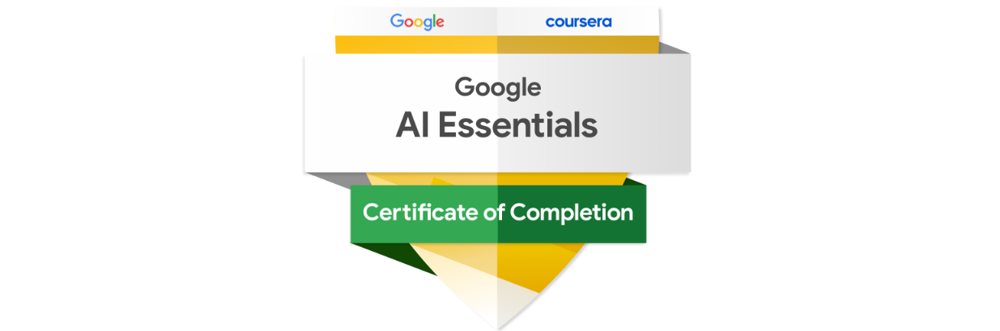 Google coursera
Google
AI Essentials
Certificate of Completion